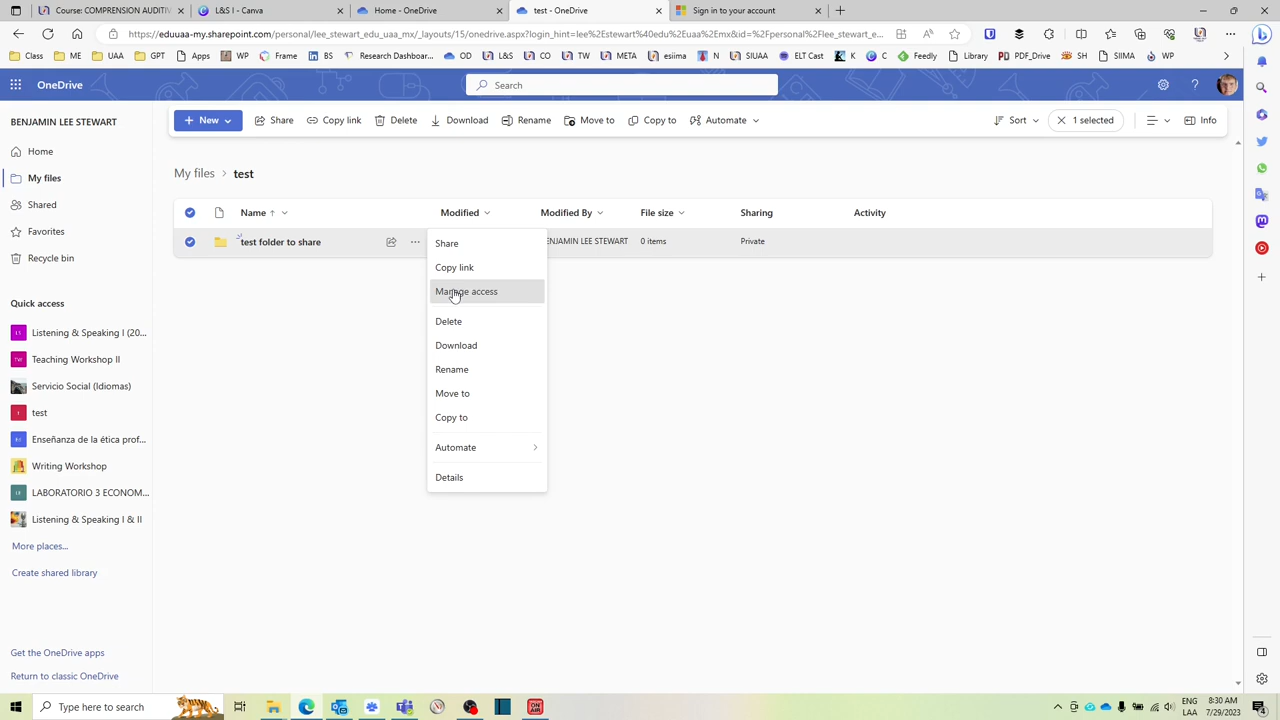 Course: COMPRENSION AUDITIV
L&S I - Canva
Home - OneDrive
test - OneDrive
Sign in to your account
https://eduuaa-my.sharepoint.com/personal/lee_stewart_edu_uaa_mx/_layouts/15/onedrive.aspx?login_hint=lee%2Estewart%40edu%2Euaa%2Emx&id=%2Fpersonal%2Flee_stewart_e...
Class
ME
UAA
GPT
Apps
WP
Frame
BS
Research Dashboar...
OD
L&S
CO
TW
META
esiima
N
SIUAA
ELT Cast
K
C
Feedly
Library
PDF_Drive
SH
SIIMA
WP
OneDrive
Search
BENJAMIN LEE STEWART
New
Share
Copy link
Delete
Download
Rename
Move to
Copy to
Automate
Sort
1 selected
Info
Home
My files
Shared
Favorites
Recycle bin
Quick access
LS Listening & Speaking I (20...
TW Teaching Workshop II
Servicio Social (Idiomas)
T test
Enseñanza de la ética prof...
Writing Workshop
LE LABORATORIO 3 ECONOM...
Listening & Speaking I & II
More places...
Create shared library
Get the OneDrive apps
Return to classic OneDrive
My files > test
Name
Modified
Modified By
File size
Sharing
Activity
test folder to share
ENJAMIN LEE STEWART
0 items
Private
Share
Copy link
Manage access
Delete
Download
Rename
Move to
Copy to
Automate
Details
Type here to search
ENG
LAA
8:30 AM
7/29/2023